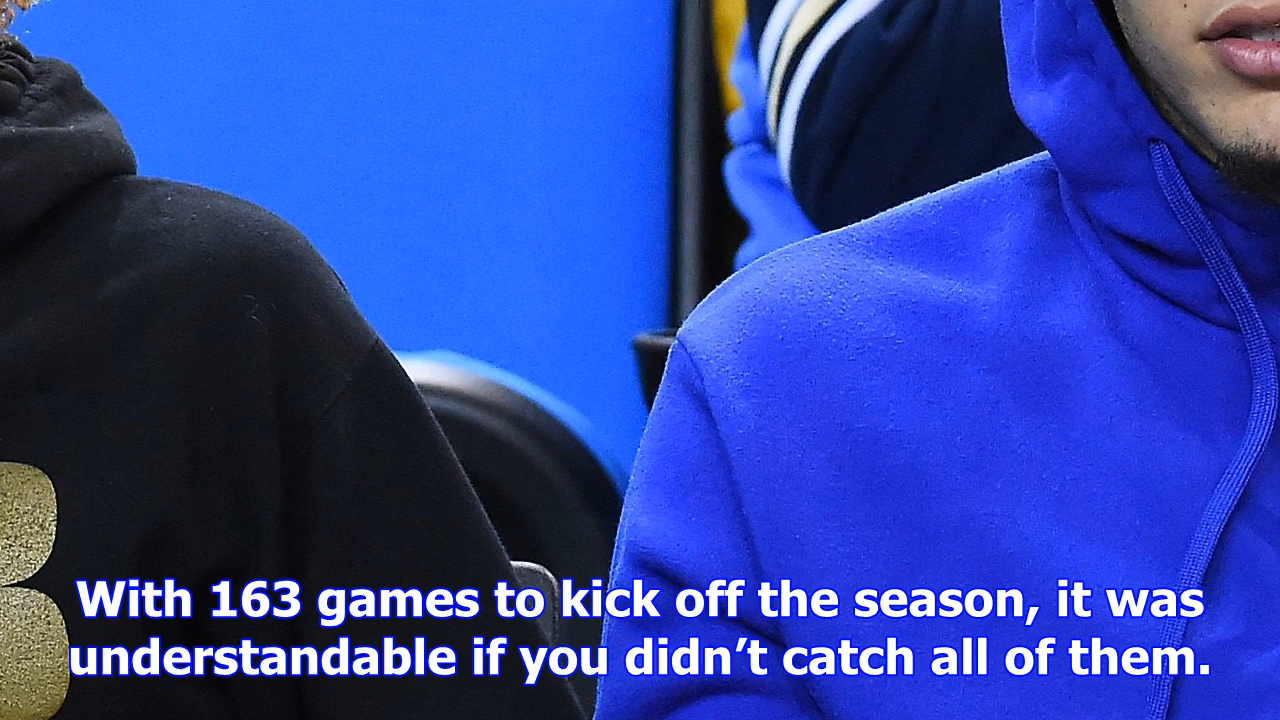 With 163 games to kick off the season, it was
understandable if you didn’t catch all of them.